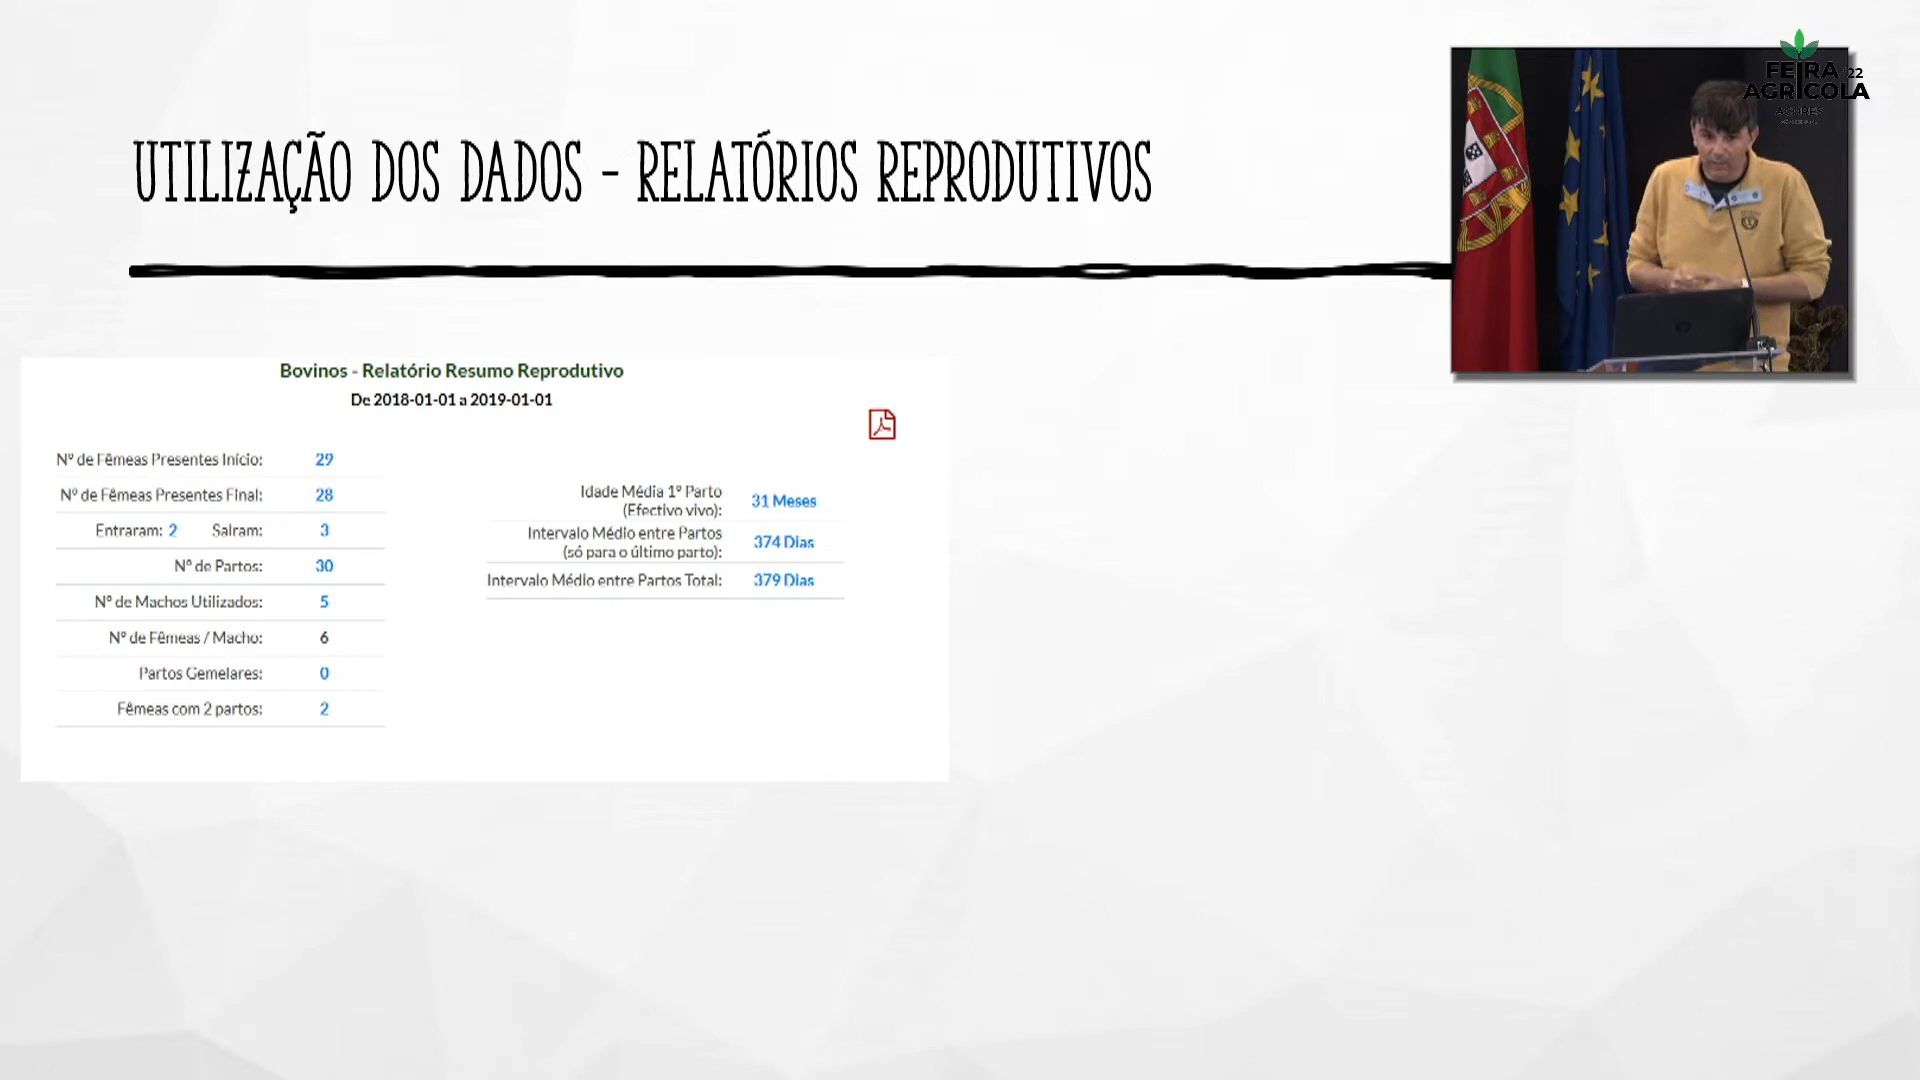 UTILIZAÇÃO DOS DADOS - RELATÓRIOS REPRODUTIVOS
FEIRA '22
AGRÍCOLA
AÇORES
Bovinos - Relatório Resumo Reprodutivo
De 2018-01-01 a 2019-01-01
Nº de Fêmeas Presentes Início: 29
Nº de Fêmeas Presentes Final: 28
Entraram: 2 Saíram: 3
Nº de Partos: 30
Nº de Machos Utilizados: 5
Nº de Fêmeas / Macho: 6
Partos Gemelares: 0
Fêmeas com 2 partos: 2
Idade Média 1º Parto
(Efectivo vivo): 31 Meses
Intervalo Médio entre Partos
(só para o último parto): 374 Dias
Intervalo Médio entre Partos Total: 379 Dias